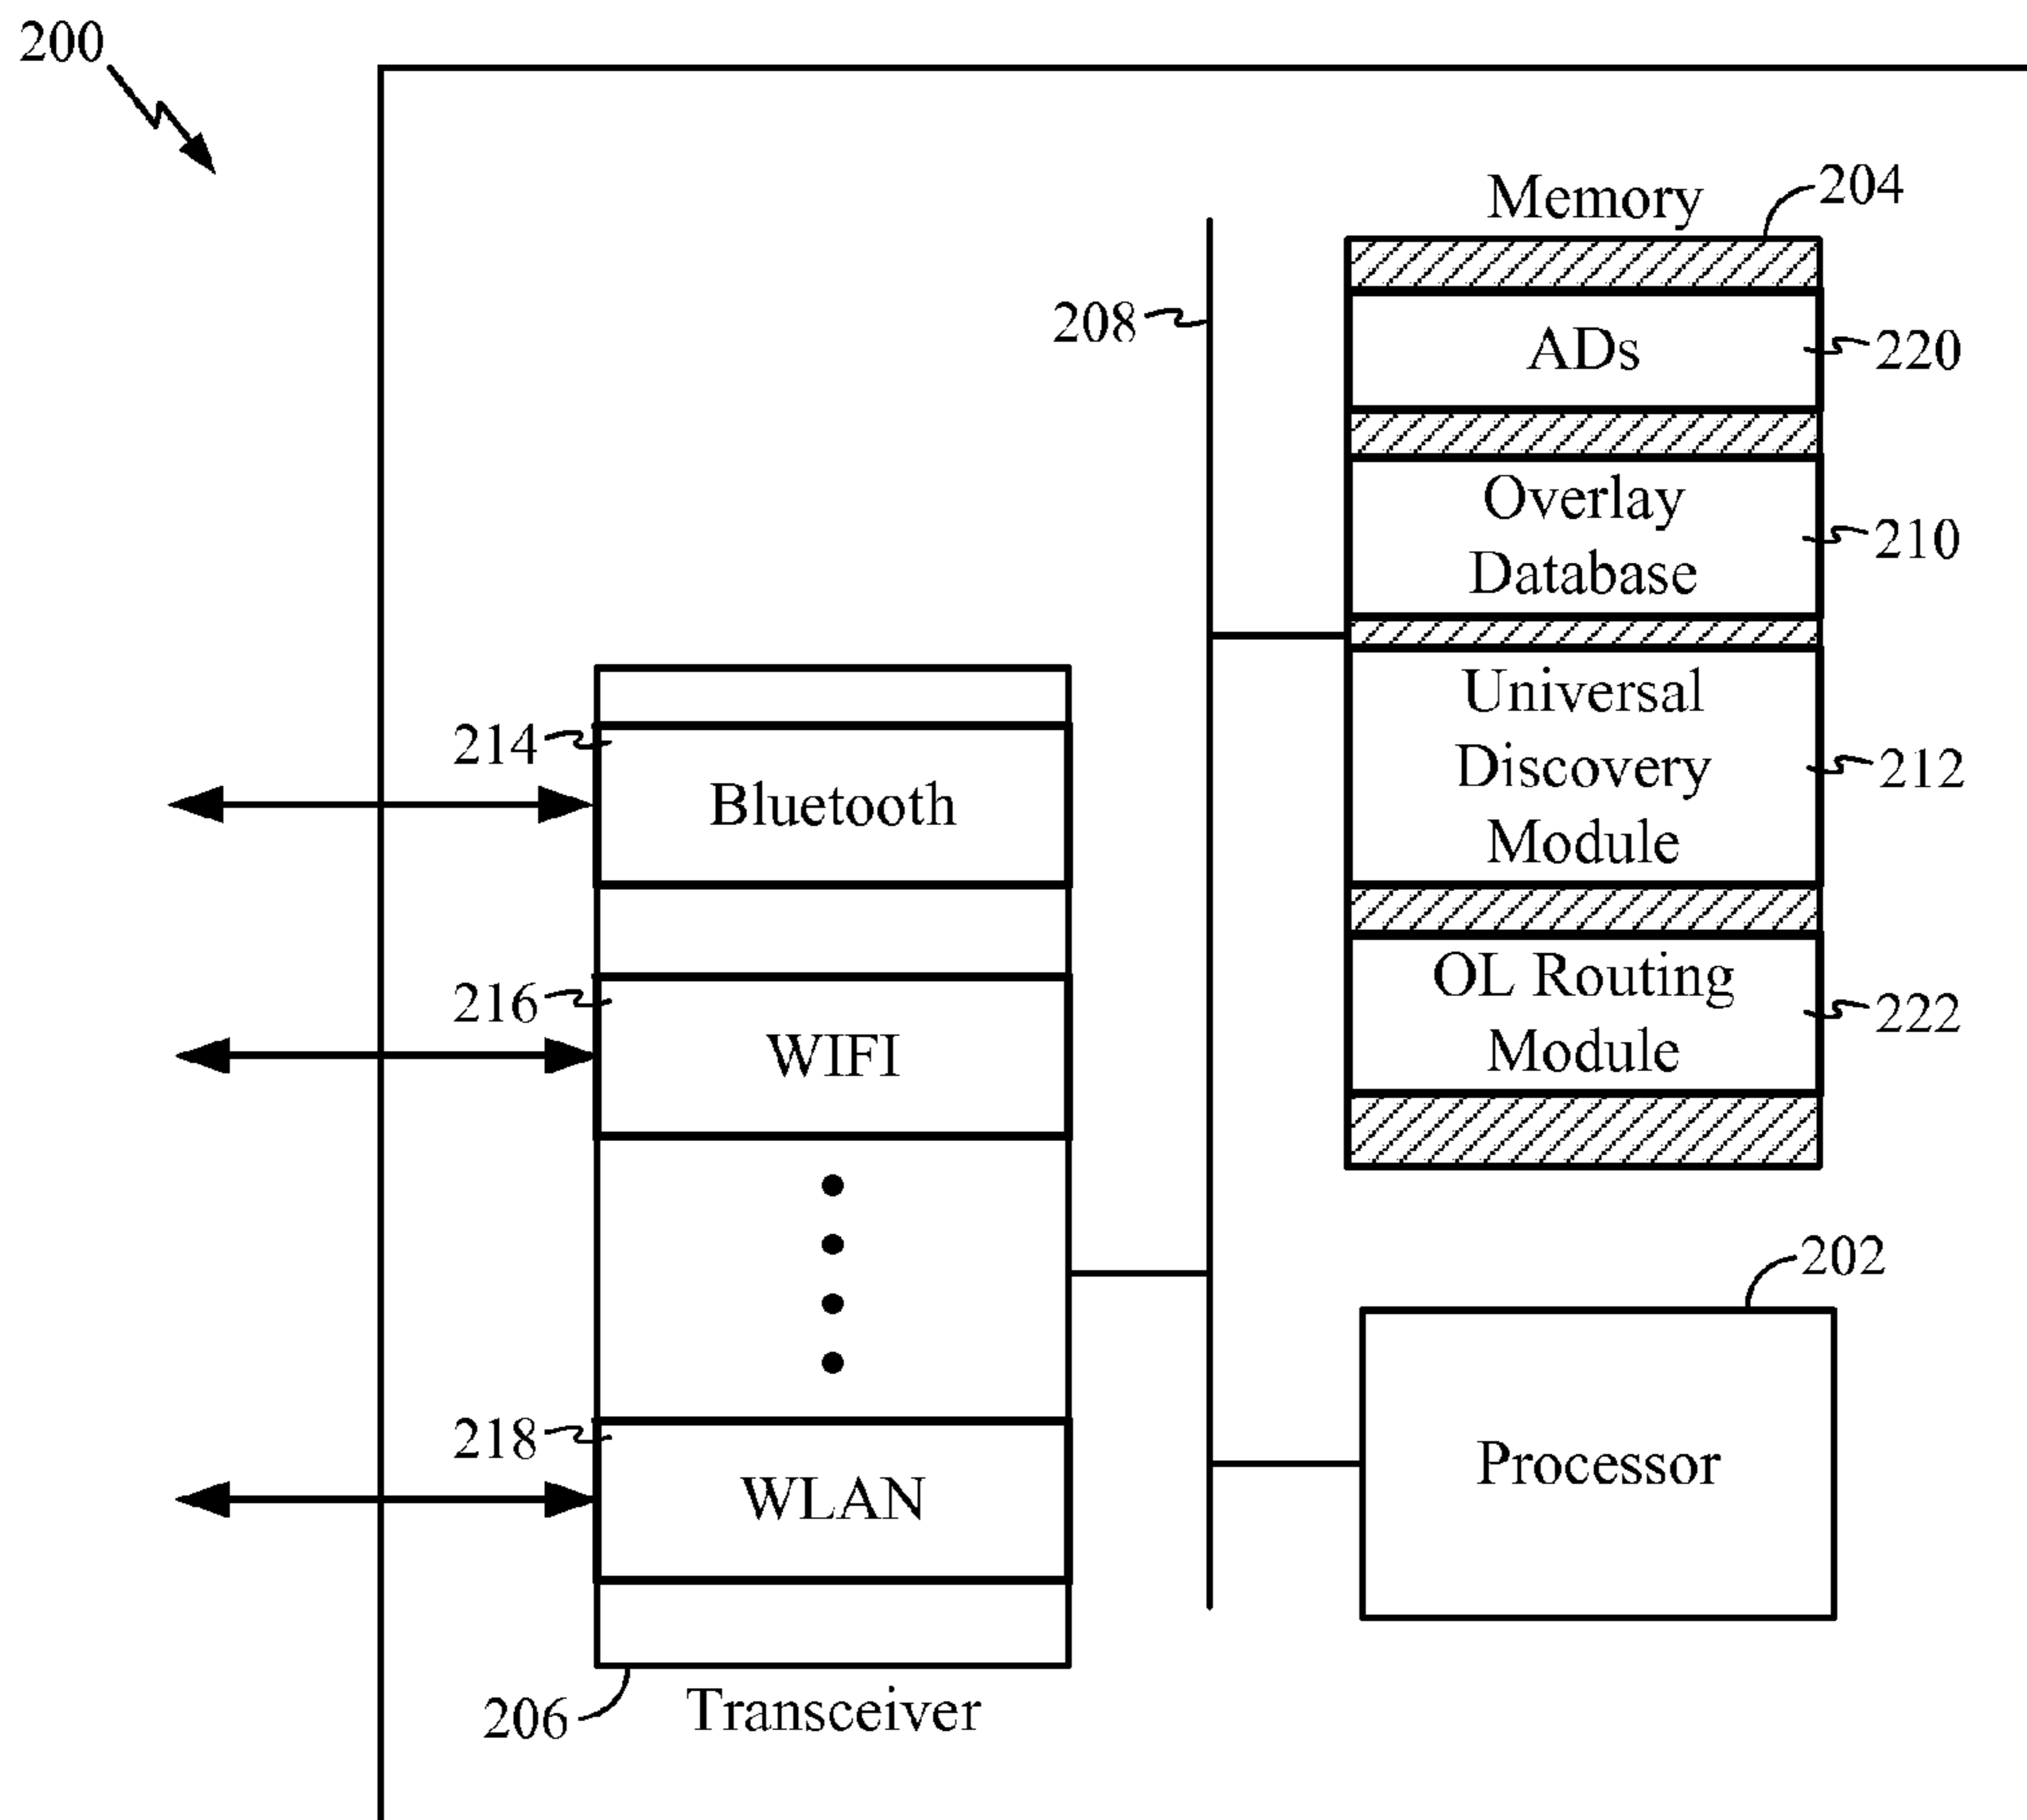 200
Memory
204
208
ADs
220
Overlay
Database
210
Universal
Discovery
Module
212
214
Bluetooth
OL Routing
Module
222
216
WIFI
202
Processor
218
WLAN
206
Transceiver